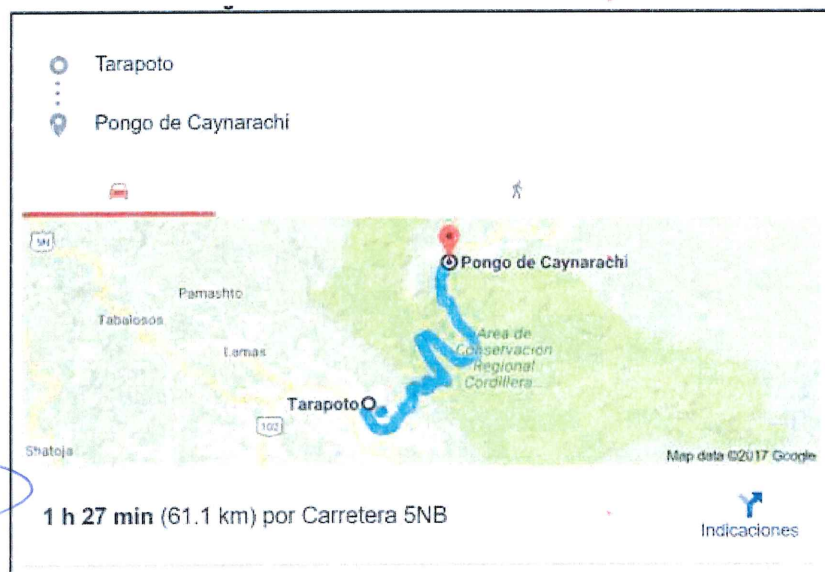 Tarapoto
Pongo de Caynarachi
5N
Pongo de Caynarachi
Pamashto
Tabalosos
Lamas
Area de
Conservación
Regional
Cordillera...
Tarapoto
102
Shatoja
Map data ©2017 Google
1 h 27 min (61.1 km) por Carretera 5NB
Indicaciones